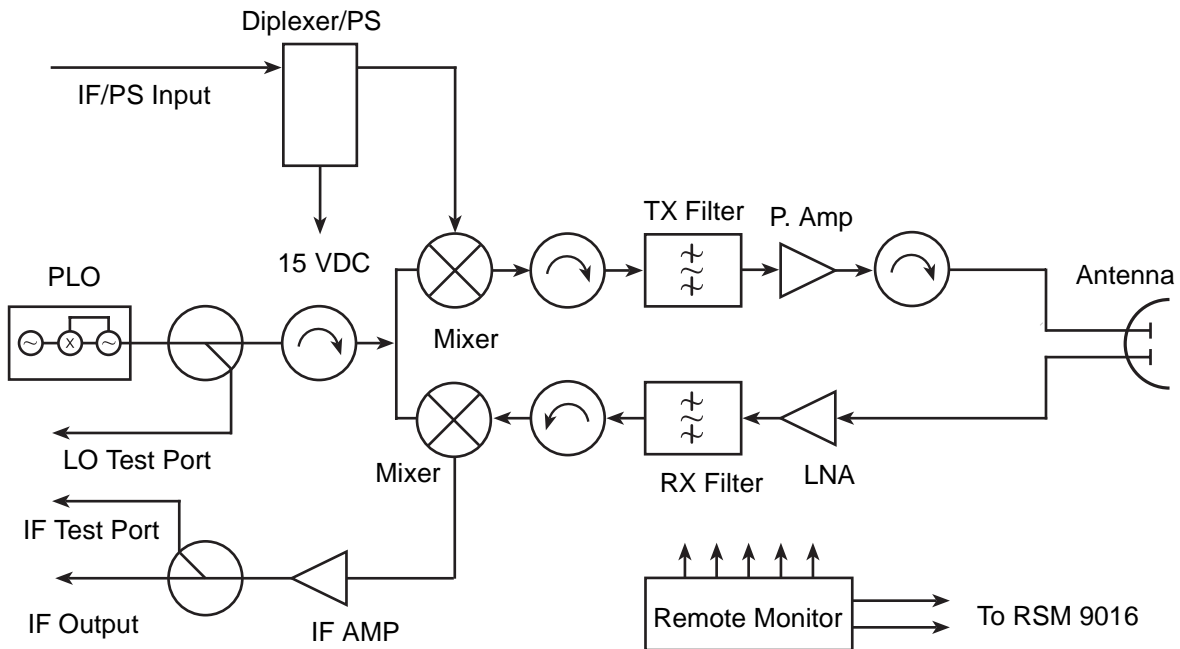 Diplexer/PS
IF/PS Input
15 VDC
TX Filter
P. Amp
Antenna
PLO
X
Mixer
LO Test Port
Mixer
RX Filter
LNA
IF Test Port
IF Output
IF AMP
Remote Monitor
To RSM 9016